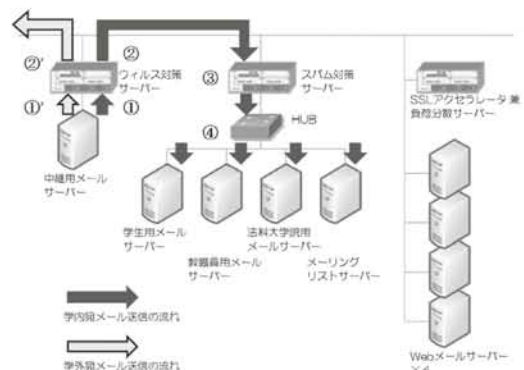 ②'
②
ウィルス対策
サーバー
①'
①
③
スパム対策
サーバー
④
HUB
SSLアクセラレータ兼
負荷分散サーバー
中継用メール
サーバー
学生用メール
サーバー
教職員用メール
サーバー
法科大学院用
メールサーバー
メーリング
リストサーバー
学内宛メール送信の流れ
学外宛メール送信の流れ
Webメールサーバー
×4